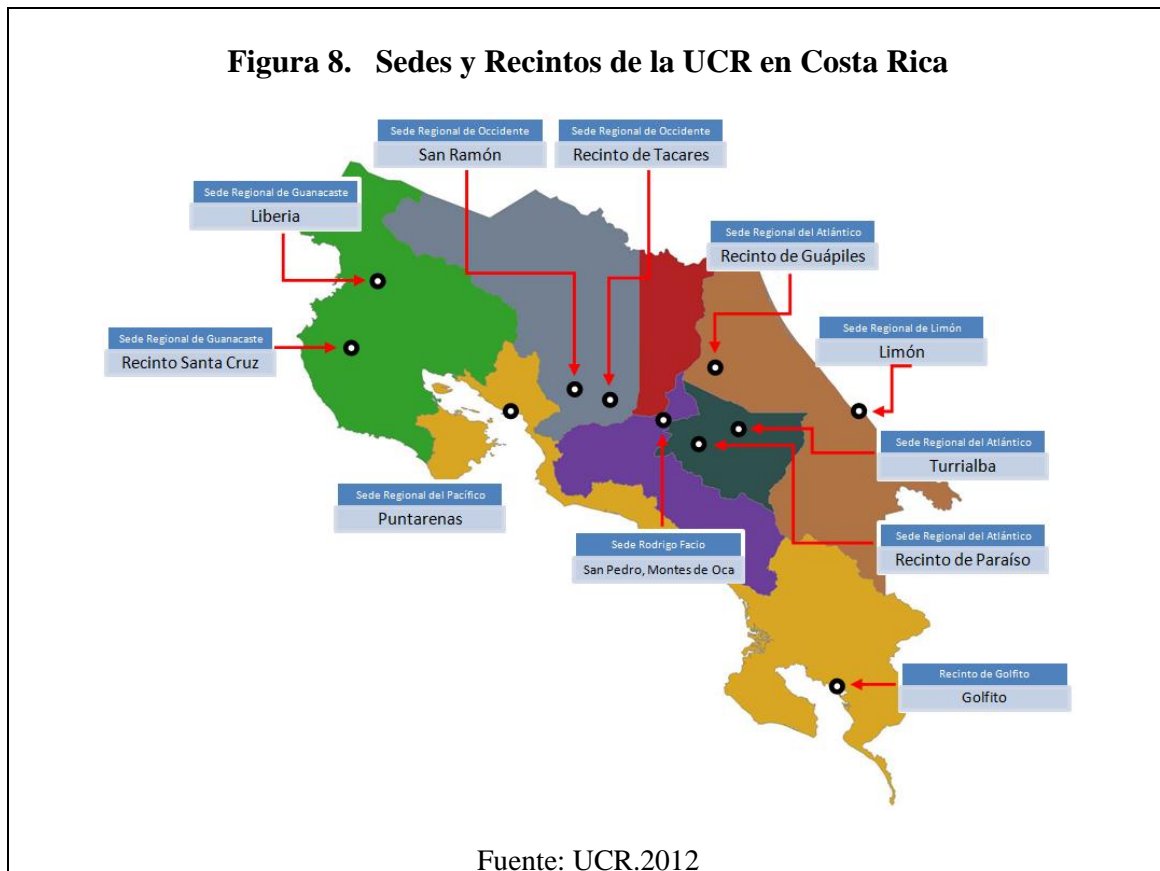 Figura 8. Sedes y Recintos de la UCR en Costa Rica
Sede Regional de Occidente
San Ramón
Sede Regional de Occidente
Recinto de Tacares
Sede Regional de Guanacaste
Liberia
Sede Regional del Atlántico
Recinto de Guápiles
Sede Regional de Guanacaste
Recinto Santa Cruz
Sede Regional de Limón
Limón
Sede Regional del Atlántico
Turrialba
Sede Regional del Pacífico
Puntarenas
Sede Rodrigo Facio
San Pedro, Montes de Oca
Sede Regional del Atlántico
Recinto de Paraíso
Recinto de Golfito
Golfito
Fuente: UCR.2012